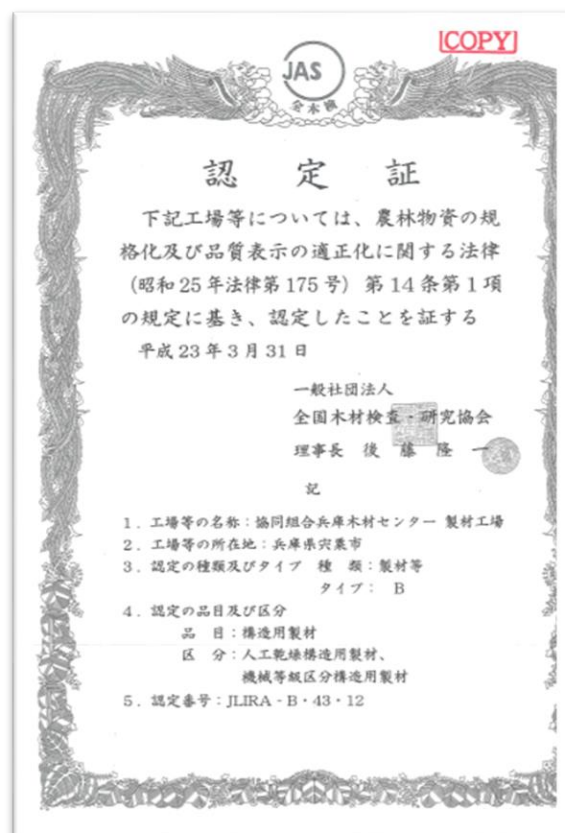 COPY
JAS
全木検
認定証
下記工場等については、農林物資の規
格化及び品質表示の適正化に関する法律
(昭和25年法律第175号)第14条第1項
の規定に基き、認定したことを証する
平成23年3月31日
一般社団法人
全国木材検査・研究協会
理事長 後藤隆一
記
1.工場等の名称:協同組合兵庫木材センター 製材工場
2.工場等の所在地:兵庫県宍粟市
3.認定の種類及びタイプ 種 類:製材等
タイプ: B
4.認定の品目及び区分
品 目:構造用製材
区 分:人工乾燥構造用製材、
機械等級区分構造用製材
5.認定番号:JLIRA-B・43・12